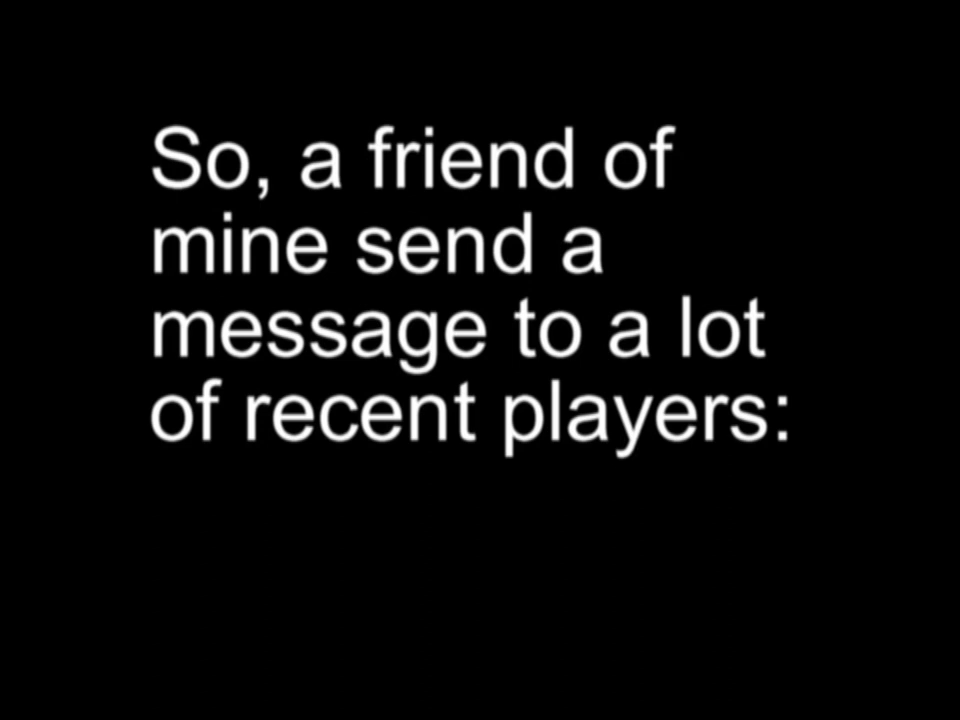 So, a friend of
mine send a
message to a lot
of recent players: